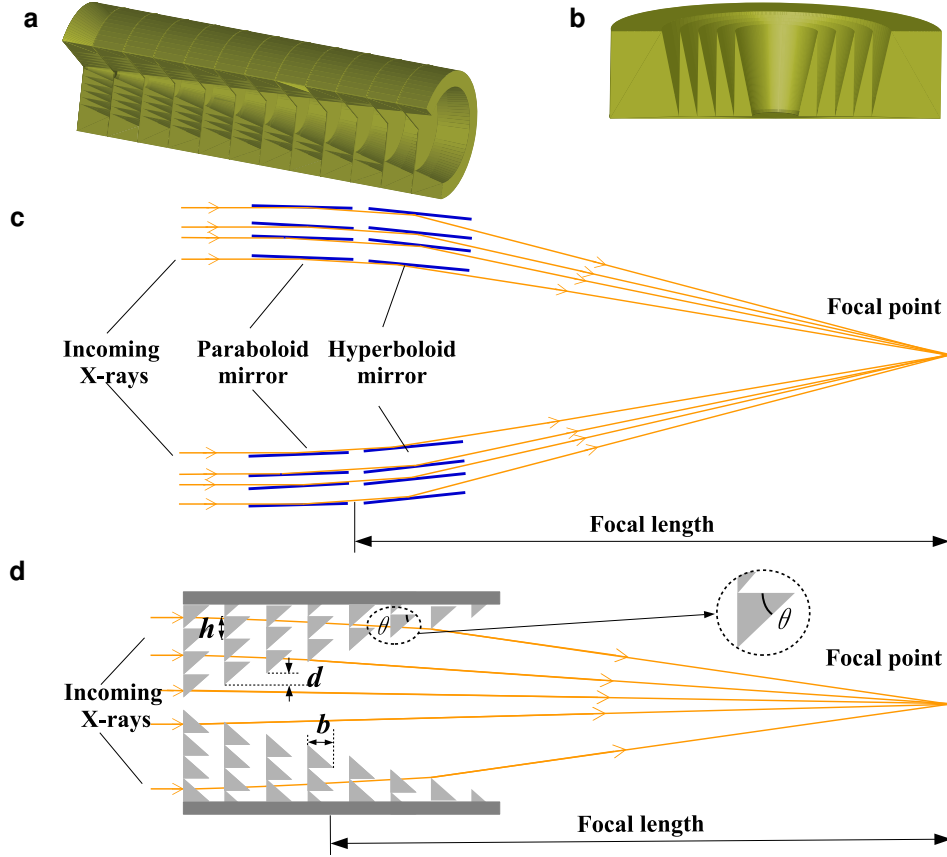 a
b
c
Focal point
Incoming
X-rays
Paraboloid
mirror
Hyperboloid
mirror
Focal length
d
h
θ
θ
Focal point
d
Incoming
X-rays
b
Focal length